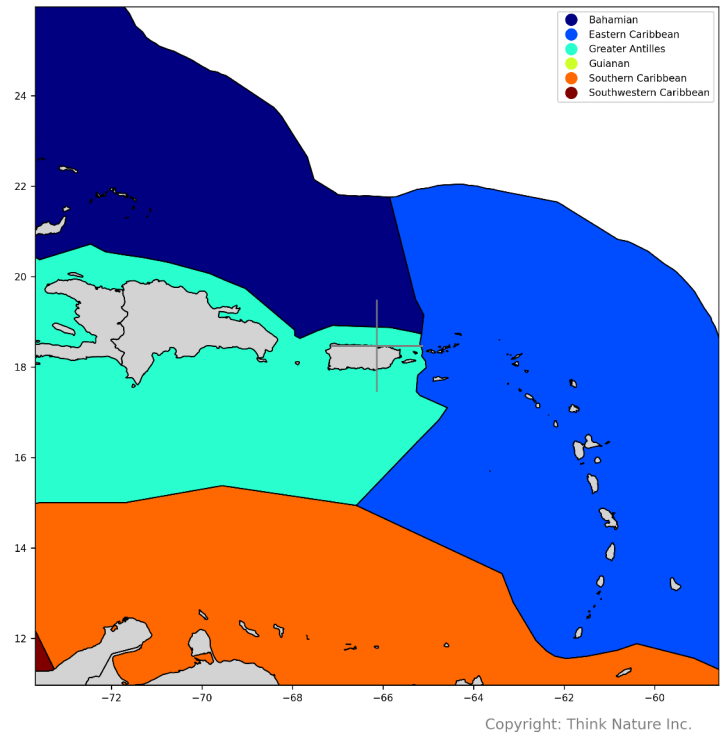 Bahamian
Eastern Caribbean
Greater Antilles
Guianan
Southern Caribbean
Southwestern Caribbean
24
22
20
18
16
14
12
−72 −70 −68 −66 −64 −62 −60
Copyright: Think Nature Inc.